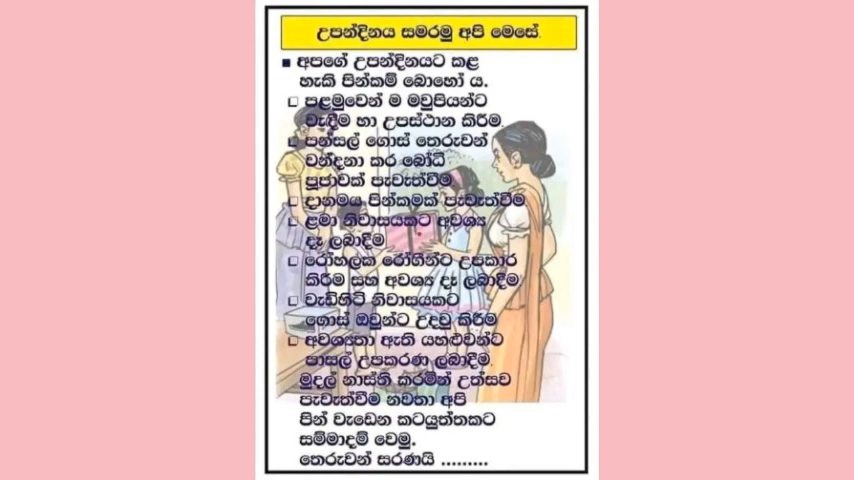 උපන්දිනය සමරමු අපි මෙසේ.
■ අපගේ උපන්දිනයට කළ
හැකි පින්කම් බොහෝ ය.
□ පළමුවෙන් ම මවුපියන්ට
වැඳීම හා උපස්ථාන කිරීම
□ පන්සල් ගොස් තෙරුවන්
වන්දනා කර බෝධි
පූජාවක් පැවැත්වීම
□ දානමය පින්කමක් පැවැත්වීම
□ ළමා නිවාසයකට අවශ්‍ය
දෑ ලබාදීම
□ රෝහලක රෝගීන්ට උපකාර
කිරීම සහ අවශ්‍ය දෑ ලබාදීම
□ වැඩිහිටි නිවාසයකට
ගොස් ඔවුන්ට උදවු කිරීම
□ අවශ්‍යතා ඇති යහළුවන්ට
පාසල් උපකරණ ලබාදීම.
මුදල් නාස්ති කරමින් උත්සව
පැවැත්වීම නවතා අපි
පින් වැඩෙන කටයුත්තකට
සම්මාදම් වෙමු.
තෙරුවන් සරණයි .........